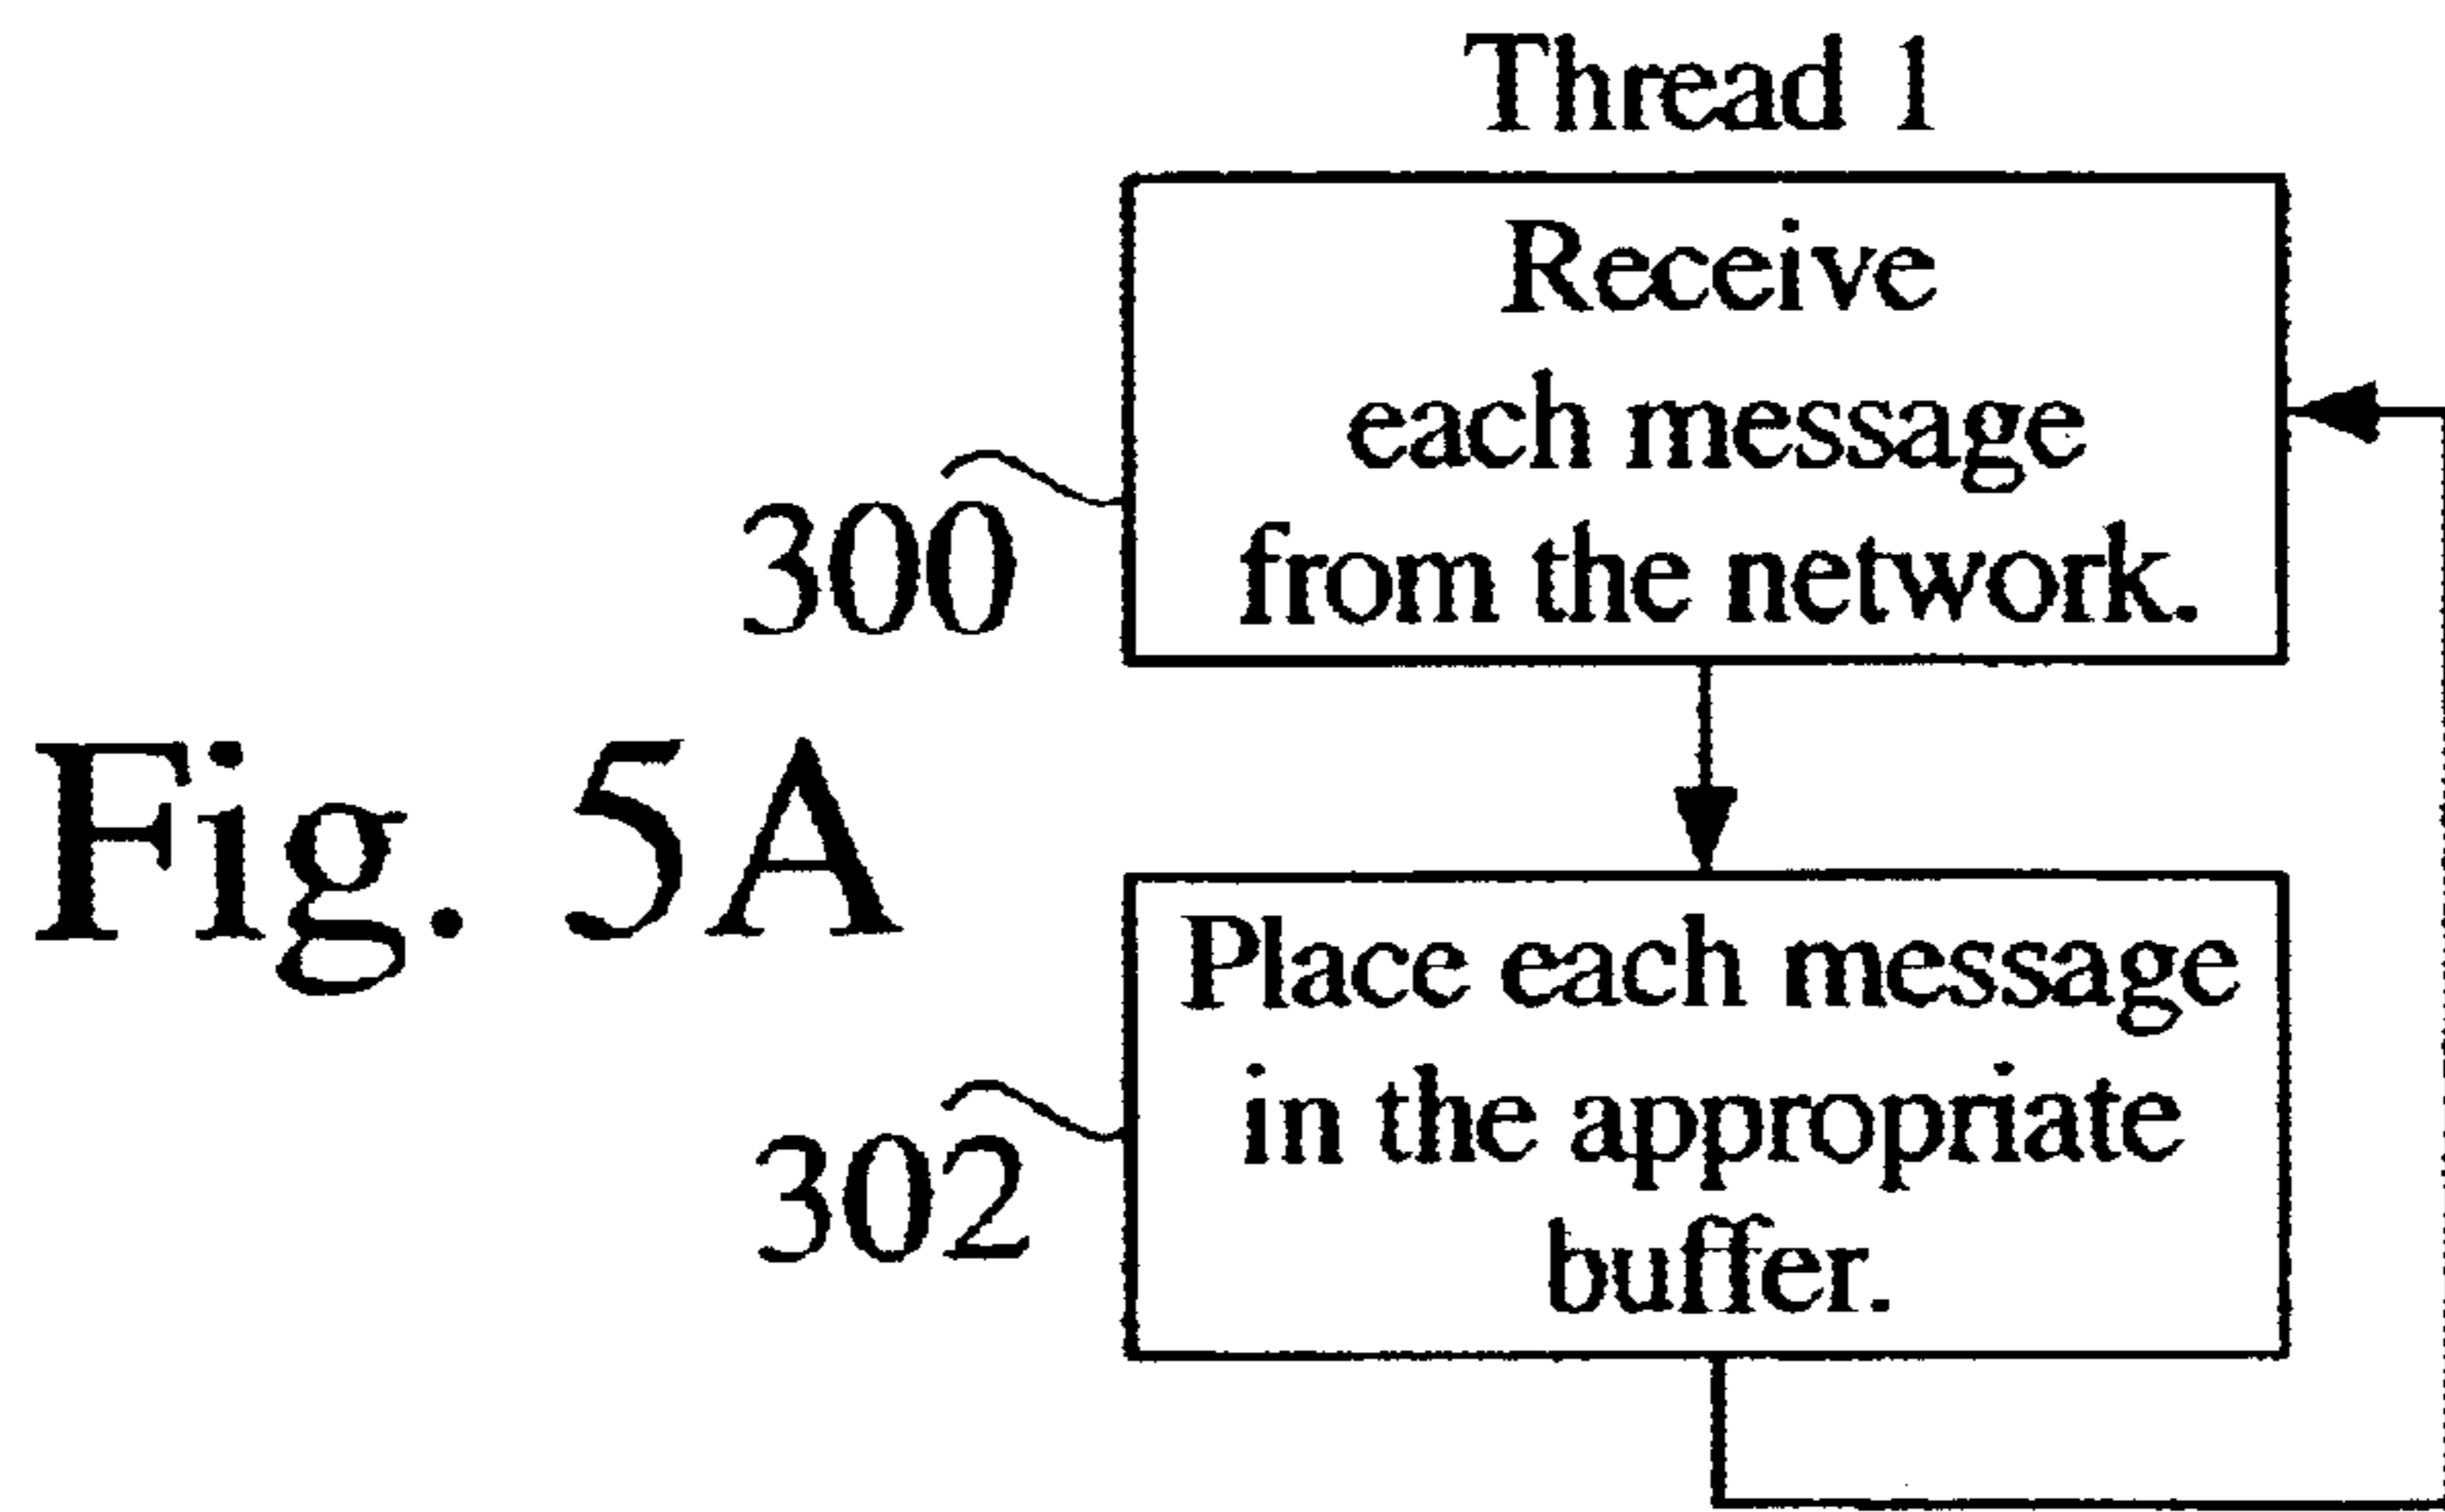 Thread 1
Receive
each message
from the network.
300
Fig. 5A
Place each message
in the appropriate
buffer.
302